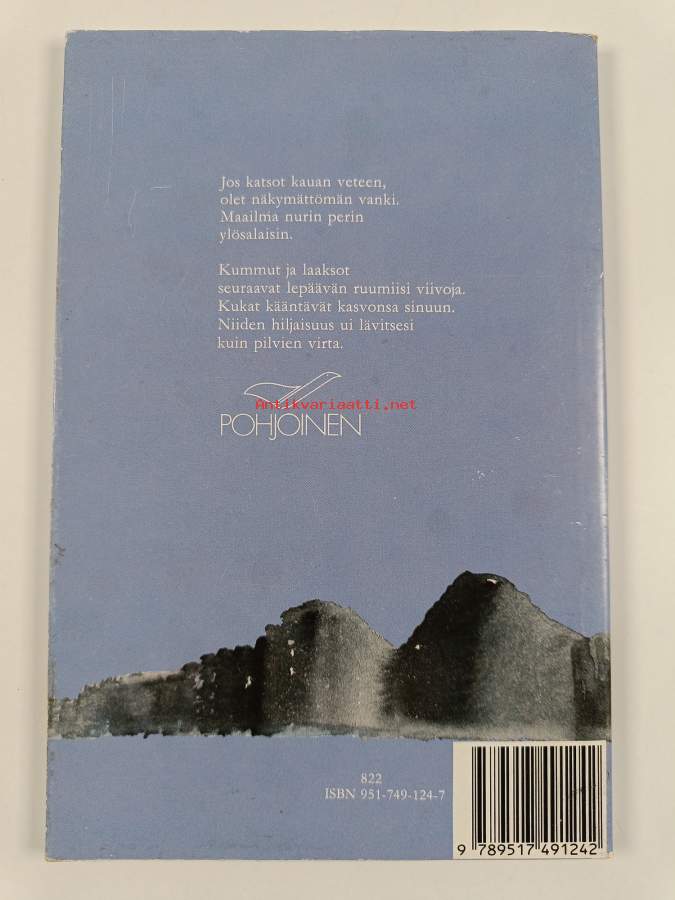 Jos katsot kauan veteen,
olet näkymättömän vanki.
Maailma nurin perin
ylösalaisin.
Kummut ja laaksot
seuraavat lepäävän ruumiisi viivoja.
Kukat kääntävät kasvonsa sinuun.
Niiden hiljaisuus ui lävitsesi
kuin pilvien virta.
Antikvariaatti.net
POHJOINEN
822
ISBN 951-749-124-7
9 789517 491242